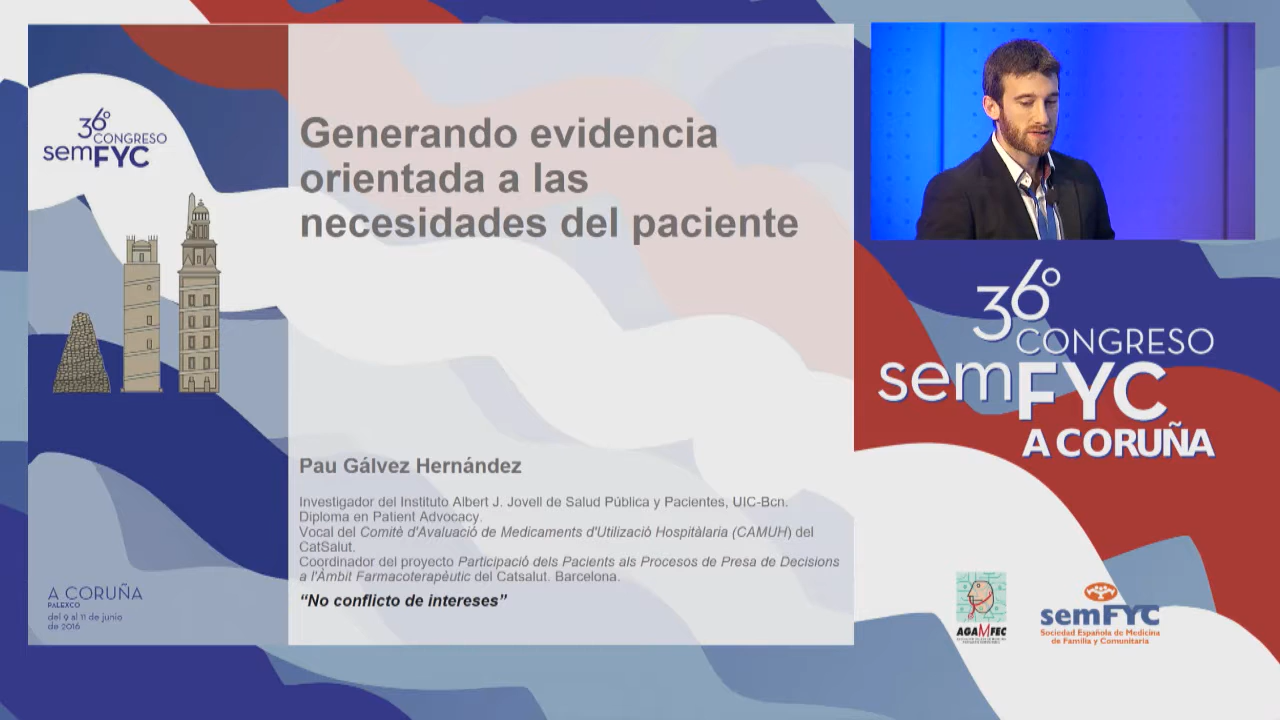 36º
CONGRESO
semFYC
Generando evidencia
orientada a las
necesidades del paciente
Pau Gálvez Hernández
Investigador del Instituto Albert J. Jovell de Salud Pública y Pacientes, UIC-Bcn.
Diploma en Patient Advocacy.
Vocal del Comitè d'Avaluació de Medicaments d'Utilizació Hospitàlaria (CAMUH) del
CatSalut.
Coordinador del proyecto Participació dels Pacients als Procesos de Presa de Decisions
a l'Àmbit Farmacoterapèutic del Catsalut. Barcelona.
“No conflicto de intereses”
A CORUÑA
PALEXCO
del 9 al 11 de junio
de 2016
36º
CONGRESO
semFYC
A CORUÑA
AGAMFEC
semFYC
Sociedad Española de Medicina
de Familia y Comunitaria